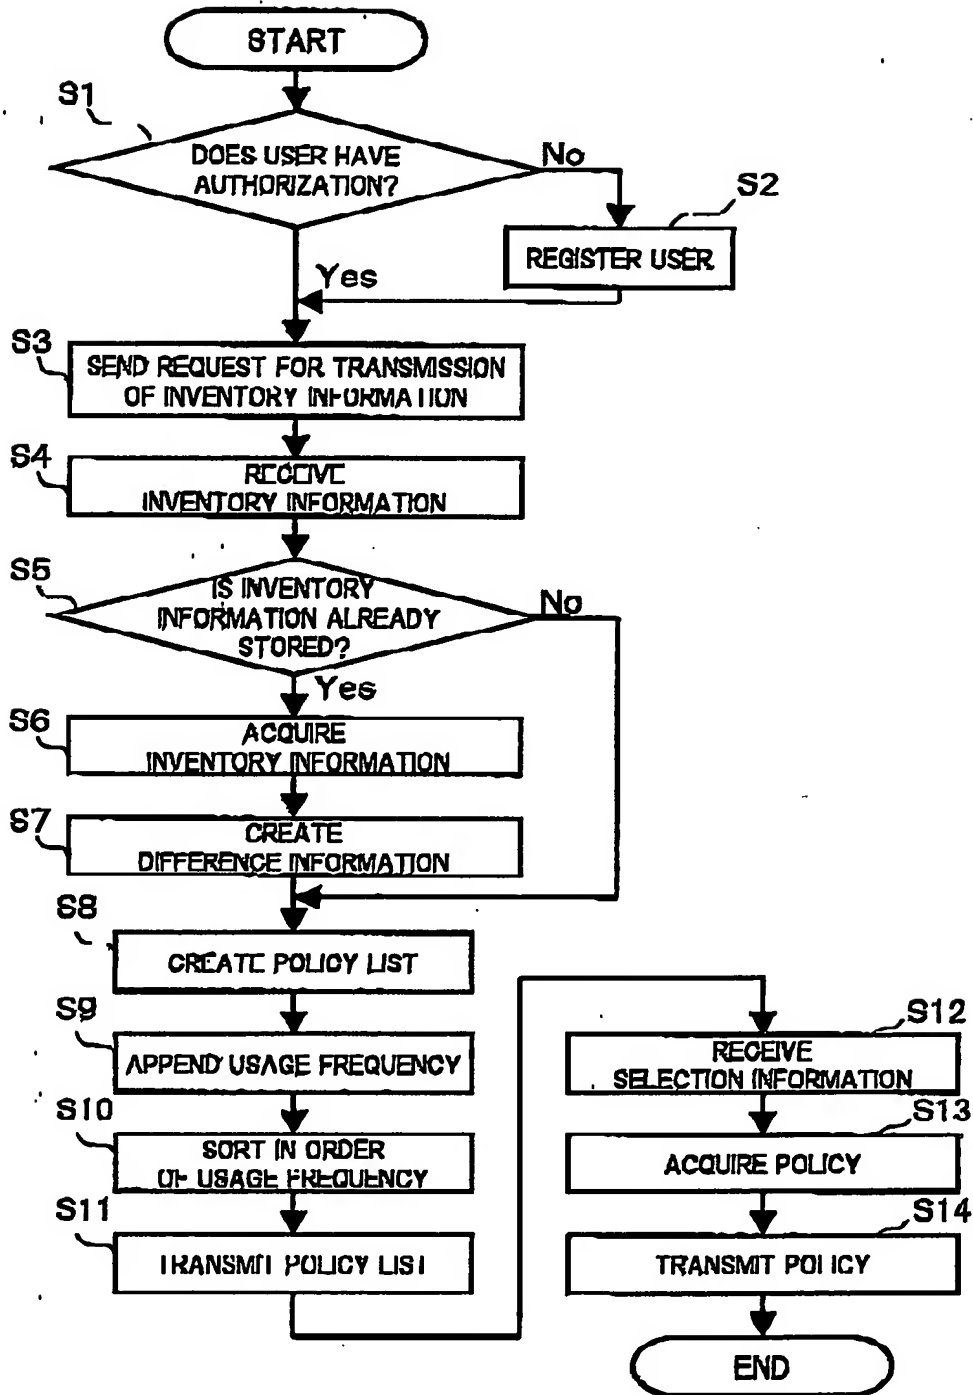 START
S1
DOES USER HAVE
AUTHORIZATION?
No
S2
REGISTER USER
Yes
S3
SEND REQUEST FOR TRANSMISSION
OF INVENTORY INFORMATION
S4
RECEIVE
INVENTORY INFORMATION
S5
IS INVENTORY
INFORMATION ALREADY
STORED?
No
Yes
S6
ACQUIRE
INVENTORY INFORMATION
S7
CREATE
DIFFERENCE INFORMATION
S8
CREATE POLICY LIST
S9
APPEND USAGE FREQUENCY
S10
SORT IN ORDER
OF USAGE FREQUENCY
S11
TRANSMIT POLICY LIST
S12
RECEIVE
SELECTION INFORMATION
S13
ACQUIRE POLICY
S14
TRANSMIT POLICY
END